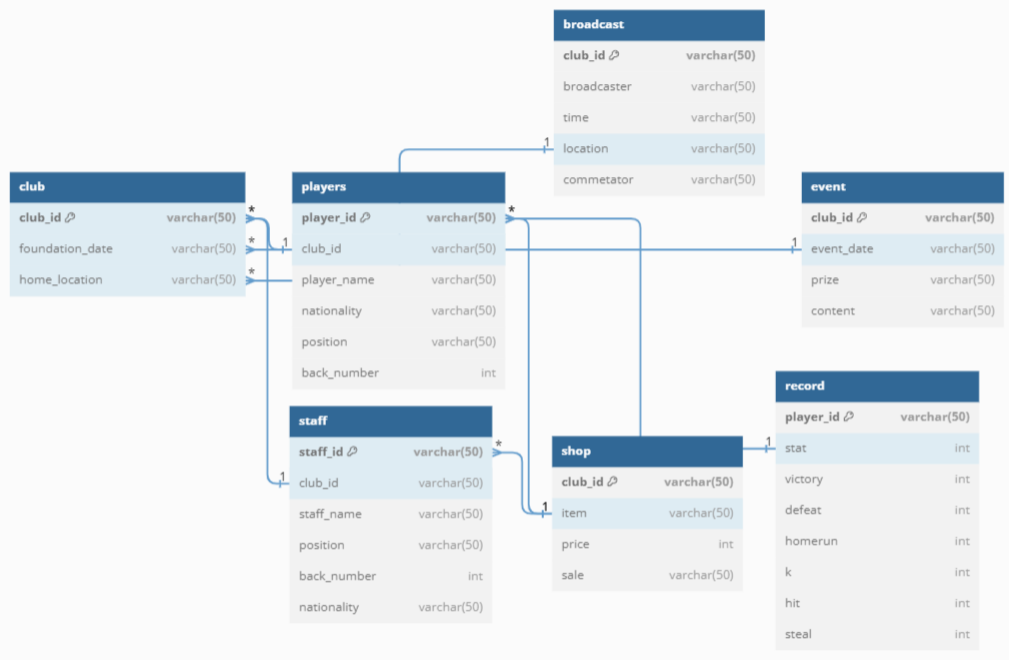 broadcast
club_id varchar(50)
broadcaster varchar(50)
time varchar(50)
1 location varchar(50)
commetator varchar(50)
club
club_id varchar(50) *
foundation_date varchar(50) *
home_location varchar(50) *
players
player_id varchar(50) *
1 club_id varchar(50)
player_name varchar(50)
nationality varchar(50)
position varchar(50)
back_number int
event
club_id varchar(50)
1 event_date varchar(50)
prize varchar(50)
content varchar(50)
staff
staff_id varchar(50) *
1 club_id varchar(50)
staff_name varchar(50)
position varchar(50)
back_number int
nationality varchar(50)
shop
club_id varchar(50)
1 item varchar(50)
price int
sale varchar(50)
record
player_id varchar(50)
1 stat int
victory int
defeat int
homerun int
k int
hit int
steal int